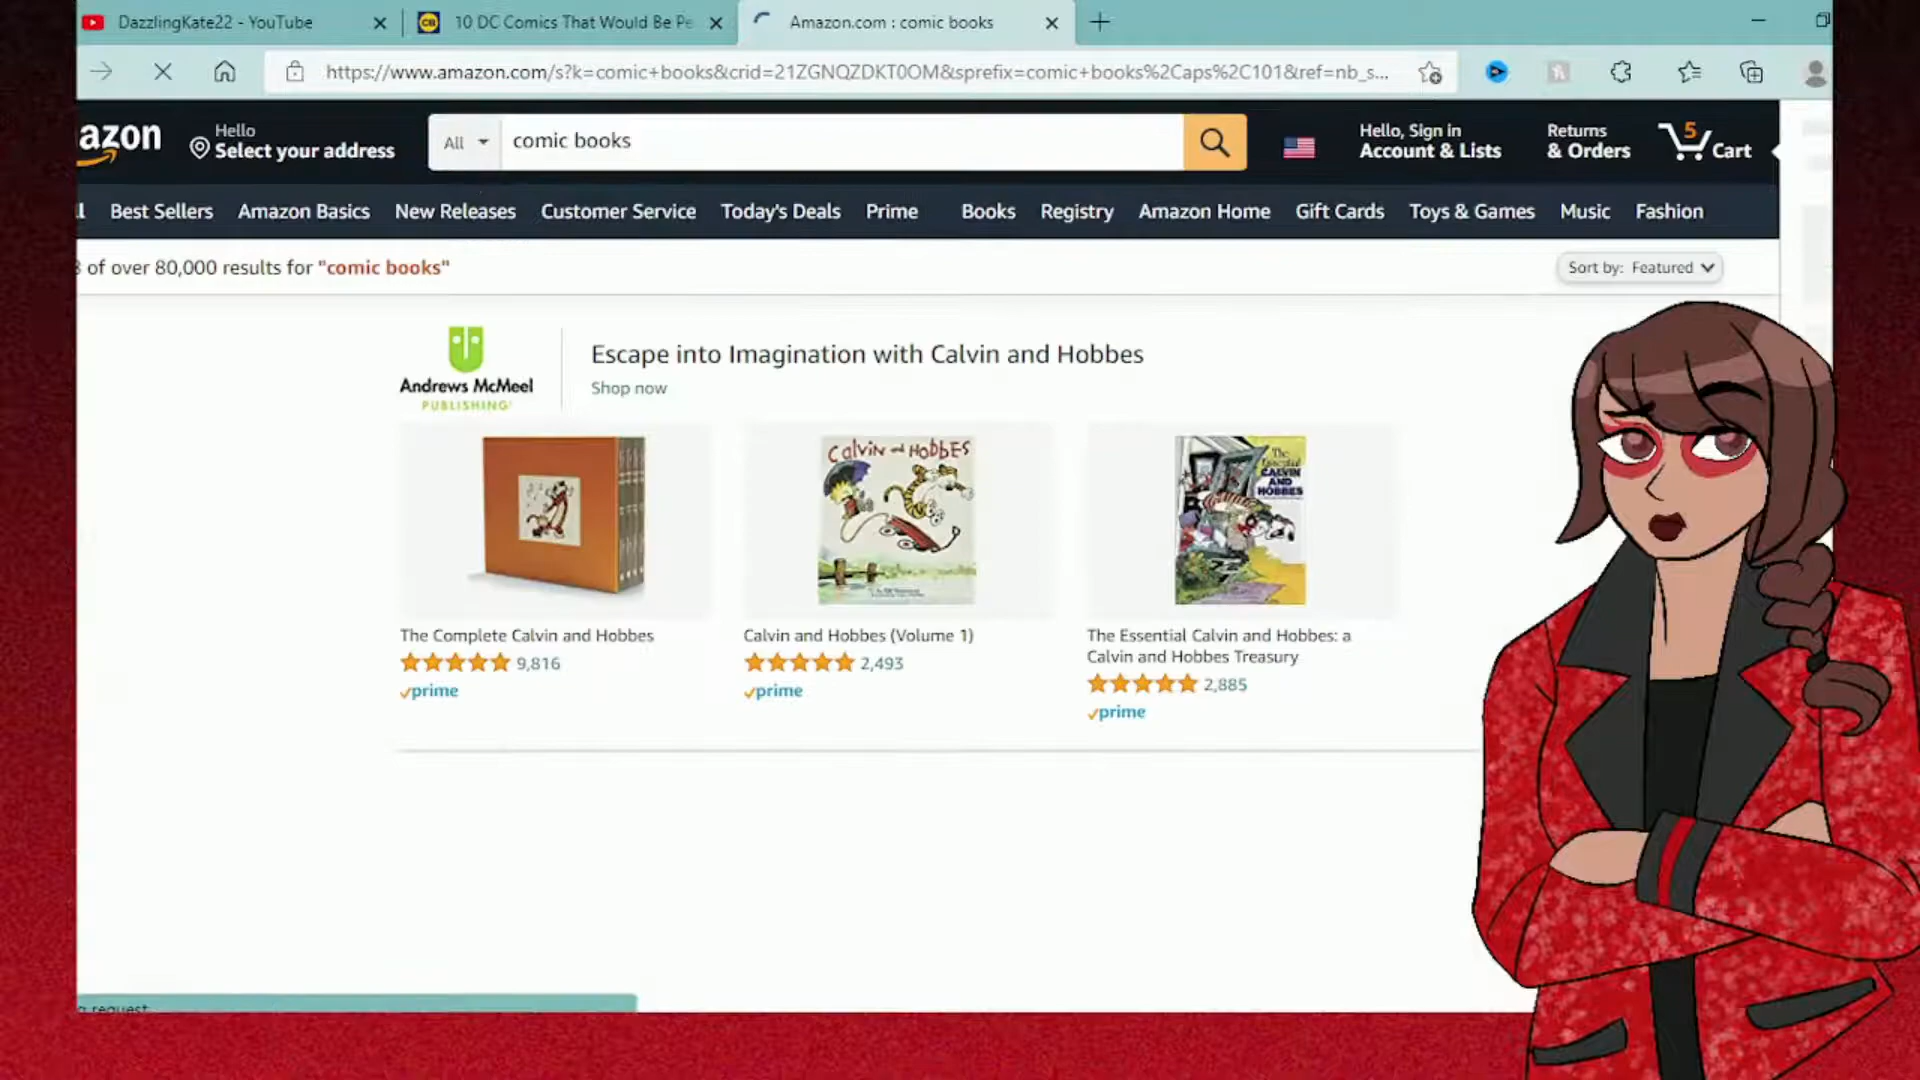 DazzlingKate22 - YouTube
10 DC Comics That Would Be Pe
Amazon.com : comic books
https://www.amazon.com/s?k=comic+books&crid=21ZGNQZDKT0OM&sprefix=comic+books%2Caps%2C101&ref=nb_s...
azon
Hello
Select your address
All
comic books
Hello, Sign in
Account & Lists
Returns
& Orders
5
Cart
Best Sellers
Amazon Basics
New Releases
Customer Service
Today's Deals
Prime
Books
Registry
Amazon Home
Gift Cards
Toys & Games
Music
Fashion
of over 80,000 results for "comic books"
Sort by: Featured
Andrews McMeel
PUBLISHING
Escape into Imagination with Calvin and Hobbes
Shop now
Calvin and Hobbes
The
Essential
CALVIN
AND
HOBBES
The Complete Calvin and Hobbes
9,816
prime
Calvin and Hobbes (Volume 1)
2,493
prime
The Essential Calvin and Hobbes: a
Calvin and Hobbes Treasury
2,885
prime
request